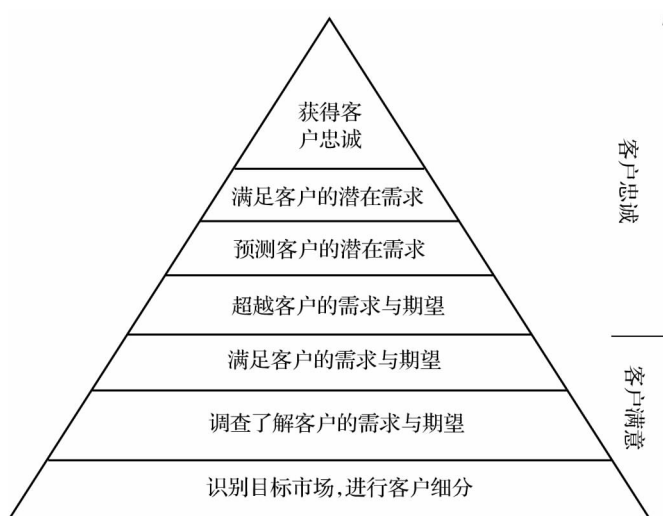 获得客
户忠诚
满足客户的潜在需求
预测客户的潜在需求
超越客户的需求与期望
满足客户的需求与期望
调查了解客户的需求与期望
识别目标市场,进行客户细分
客户忠诚
客户满意